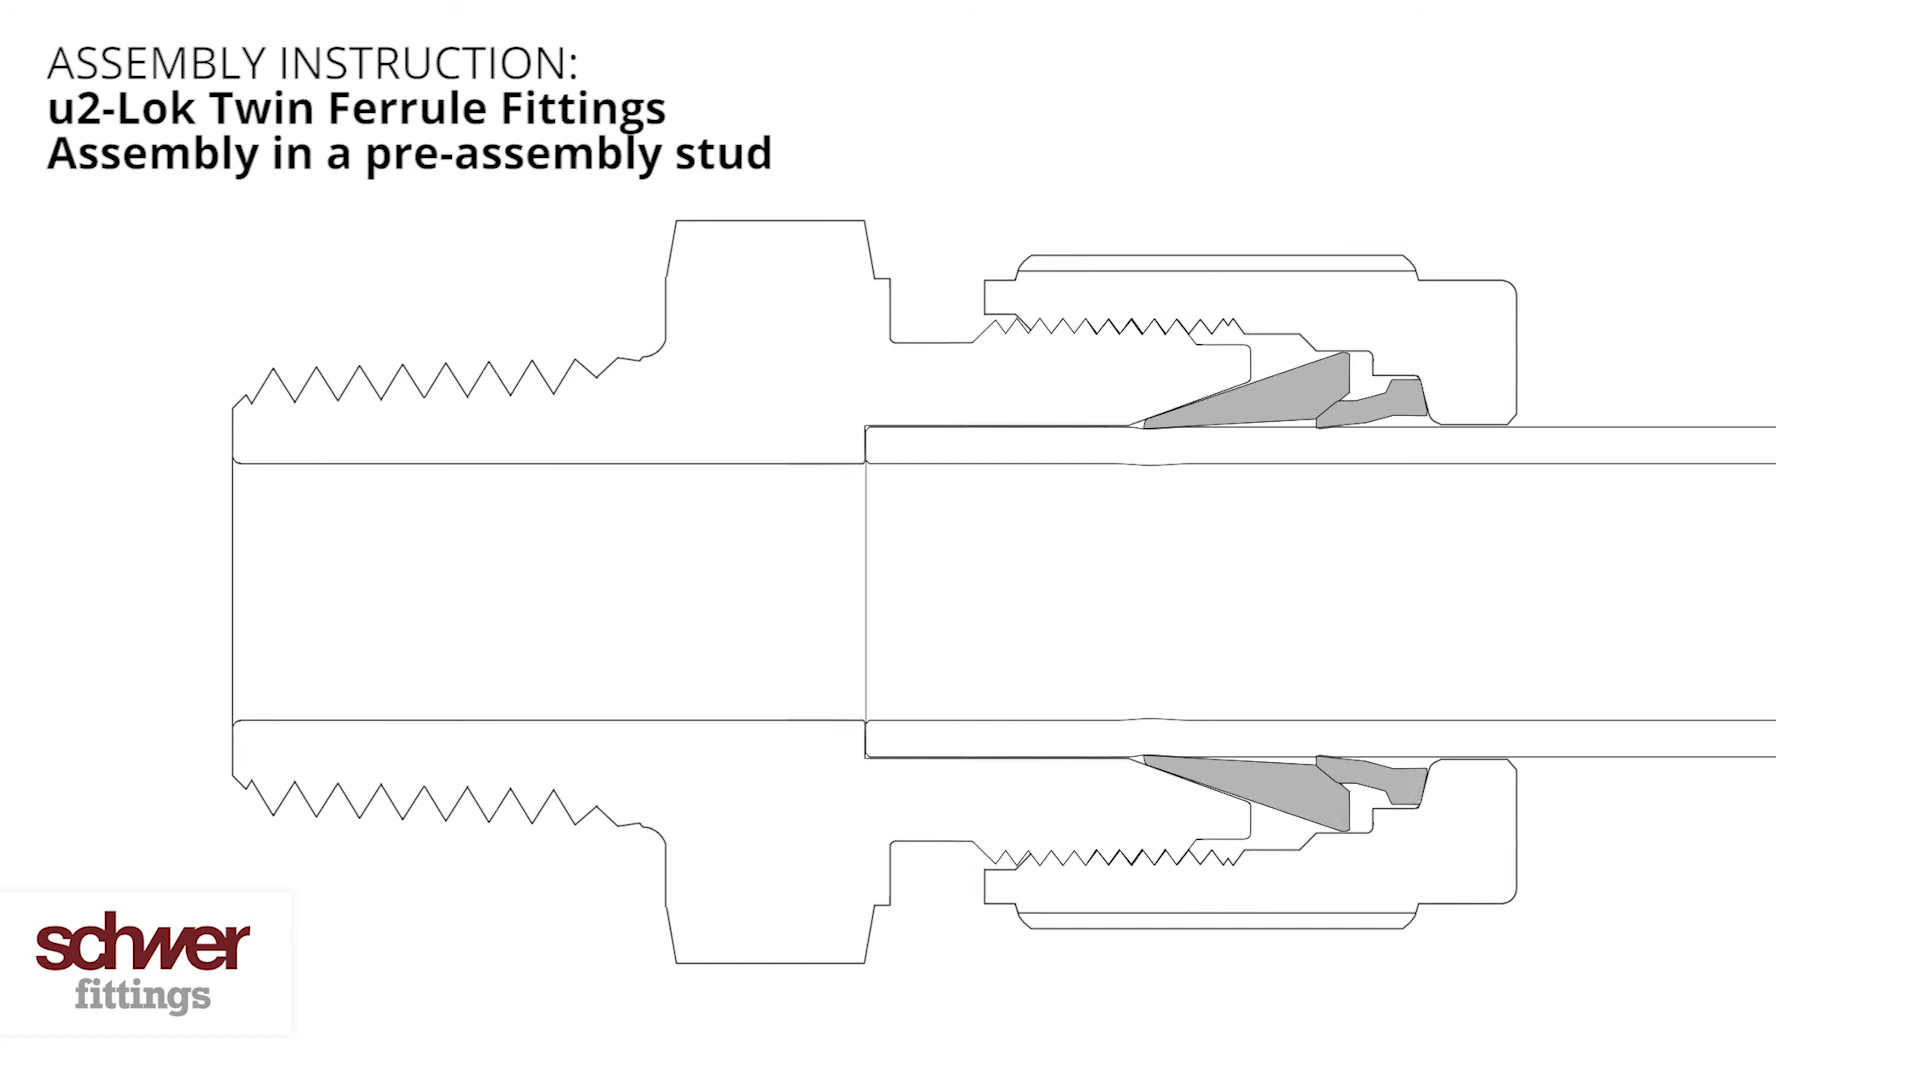 ASSEMBLY INSTRUCTION:
u2-Lok Twin Ferrule Fittings
Assembly in a pre-assembly stud
schwer
fittings